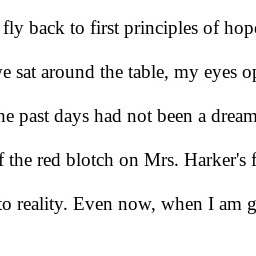 fly back to first principles of hope
ve sat around the table, my eyes op
he past days had not been a dream
f the red blotch on Mrs. Harker's f
to reality. Even now, when I am g